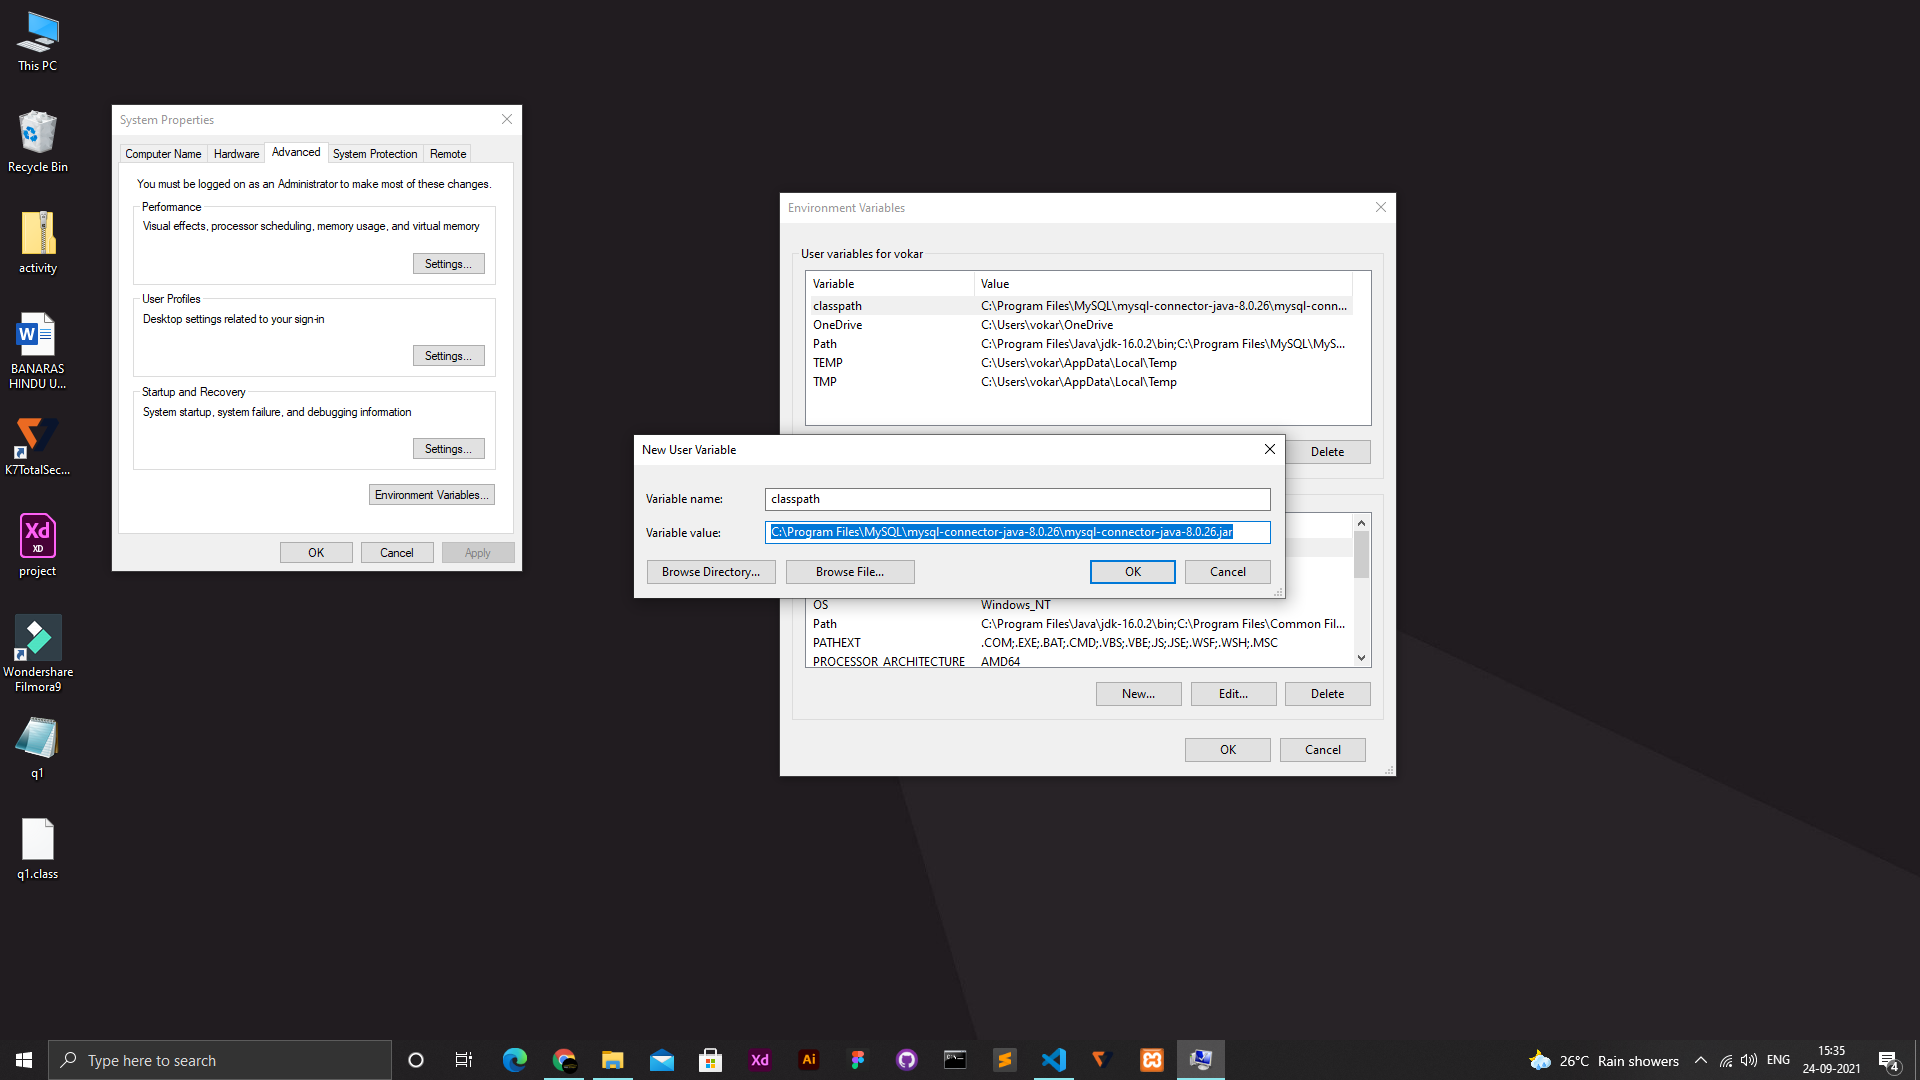 This PC
Recycle Bin
activity
BANARAS
HINDU U...
K7TotalSec...
project
Wondershare
Filmora9
q1
q1.class
System Properties
Computer Name
Hardware
Advanced
System Protection
Remote
You must be logged on as an Administrator to make most of these changes.
Performance
Visual effects, processor scheduling, memory usage, and virtual memory
Settings...
User Profiles
Desktop settings related to your sign-in
Settings...
Startup and Recovery
System startup, system failure, and debugging information
Settings...
Environment Variables...
OK
Cancel
Apply
Environment Variables
User variables for vokar
Variable Value
classpath C:\Program Files\MySQL\mysql-connector-java-8.0.26\mysql-conn...
OneDrive C:\Users\vokar\OneDrive
Path C:\Program Files\Java\jdk-16.0.2\bin;C:\Program Files\MySQL\MyS...
TEMP C:\Users\vokar\AppData\Local\Temp
TMP C:\Users\vokar\AppData\Local\Temp
Delete
New User Variable
Variable name: classpath
Variable value: C:\Program Files\MySQL\mysql-connector-java-8.0.26\mysql-connector-java-8.0.26.jar
Browse Directory...
Browse File...
OK
Cancel
OS Windows_NT
Path C:\Program Files\Java\jdk-16.0.2\bin;C:\Program Files\Common Fil...
PATHEXT .COM;.EXE;.BAT;.CMD;.VBS;.VBE;.JS;.JSE;.WSF;.WSH;.MSC
PROCESSOR_ARCHITECTURE AMD64
New...
Edit...
Delete
OK
Cancel
Type here to search
26°C Rain showers
ENG
15:35
24-09-2021
4